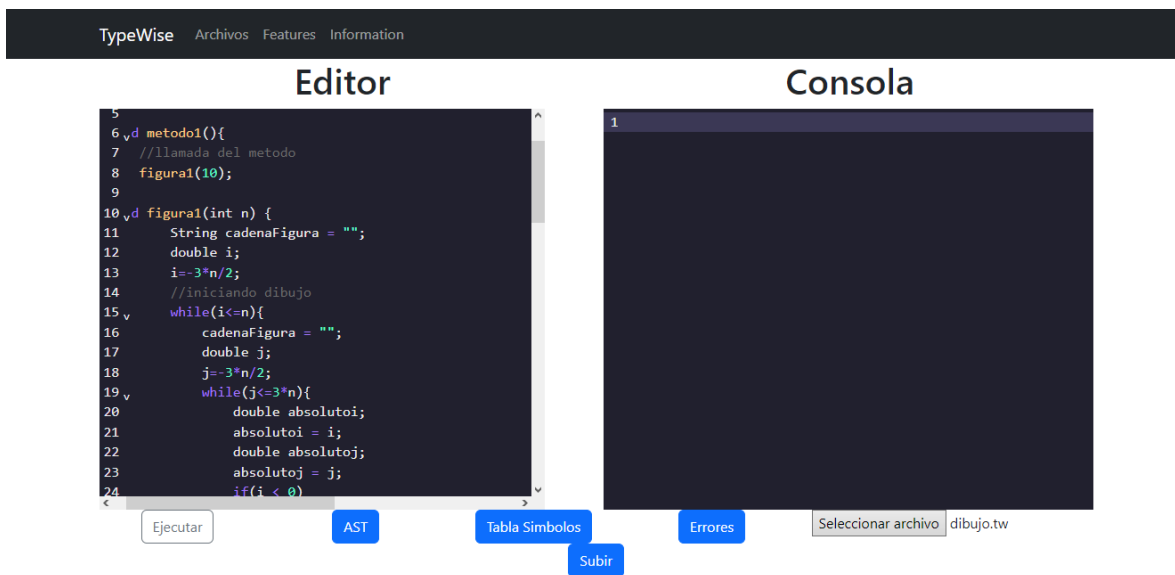 TypeWise Archivos Features Information
Editor
5
6 d metodo1(){
7 //llamada del metodo
8 figura1(10);
9
10 d figura1(int n) {
11 String cadenaFigura = "";
12 double i;
13 i=-3*n/2;
14 //iniciando dibujo
15 while(i<=n){
16 cadenaFigura = "";
17 double j;
18 j=-3*n/2;
19 while(j<=3*n){
20 double absolutoi;
21 absolutoi = i;
22 double absolutoj;
23 absolutoj = j;
24 if(i < 0)
Consola
1
Ejecutar AST Tabla Simbolos Errores Seleccionar archivo dibujo.tw
Subir